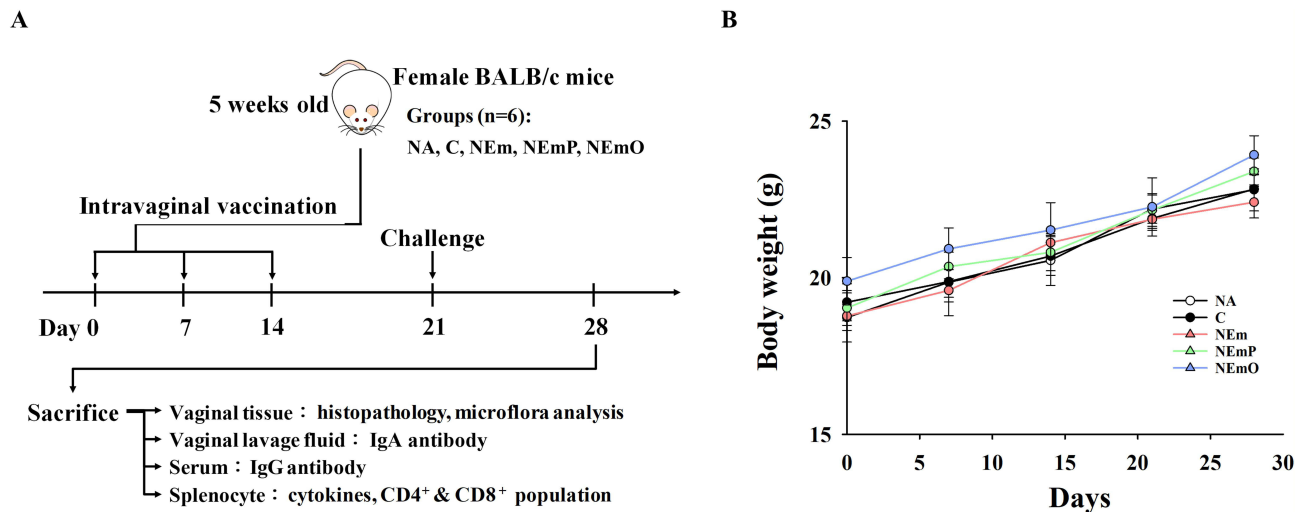 A
Female BALB/c mice
5 weeks old
Groups (n=6):
NA, C, NEm, NEmP, NEmO
Intravaginal vaccination
Challenge
Day 0 7 14 21 28
Sacrifice
Vaginal tissue： histopathology, microflora analysis
Vaginal lavage fluid： IgA antibody
Serum： IgG antibody
Splenocyte： cytokines, CD4⁺ & CD8⁺ population
B
Body weight (g)
25
20
15
NA
C
NEm
NEmP
NEmO
0 5 10 15 20 25 30
Days